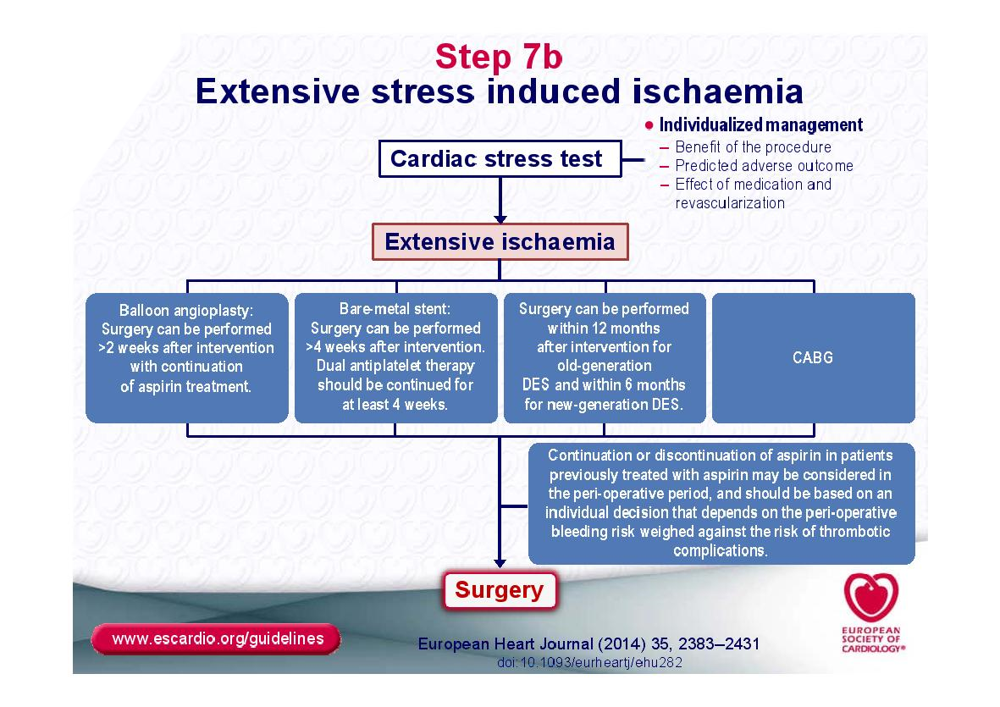 Step 7b
Extensive stress induced ischaemia
• Individualized management
– Benefit of the procedure
– Predicted adverse outcome
– Effect of medication and
revascularization
Cardiac stress test
Extensive ischaemia
Balloon angioplasty:
Surgery can be performed
>2 weeks after intervention
with continuation
of aspirin treatment.
Bare-metal stent:
Surgery can be performed
>4 weeks after intervention.
Dual antiplatelet therapy
should be continued for
at least 4 weeks.
Surgery can be performed
within 12 months
after intervention for
old-generation
DES and within 6 months
for new-generation DES.
CABG
Continuation or discontinuation of aspirin in patients
previously treated with aspirin may be considered in
the peri-operative period, and should be based on an
individual decision that depends on the peri-operative
bleeding risk weighed against the risk of thrombotic
complications.
Surgery
www.escardio.org/guidelines
European Heart Journal (2014) 35, 2383–2431
doi:10.1093/eurheartj/ehu282
EUROPEAN
SOCIETY OF
CARDIOLOGY®